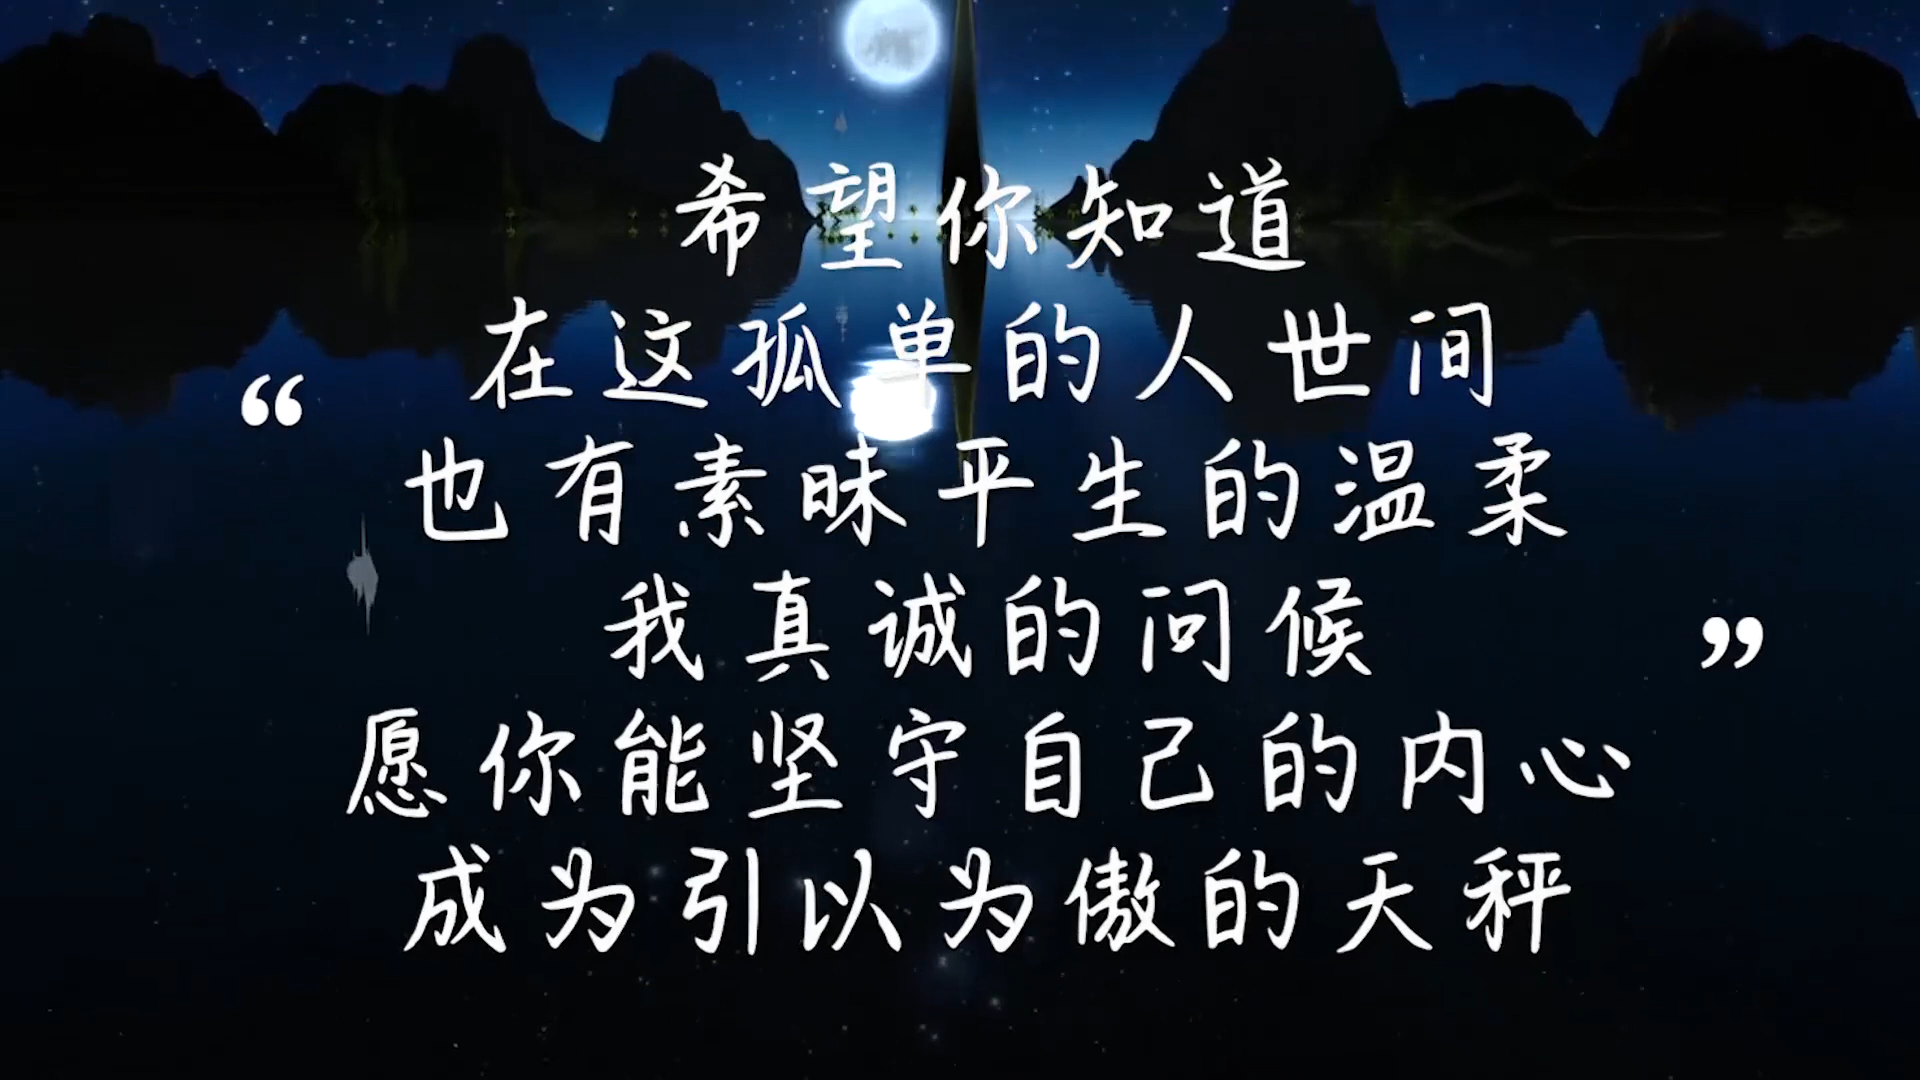 希望你知道
在这孤单的人世间
“
也有素昧平生的温柔
我真诚的问候
”
愿你能坚守自己的内心
成为引以为傲的天秤